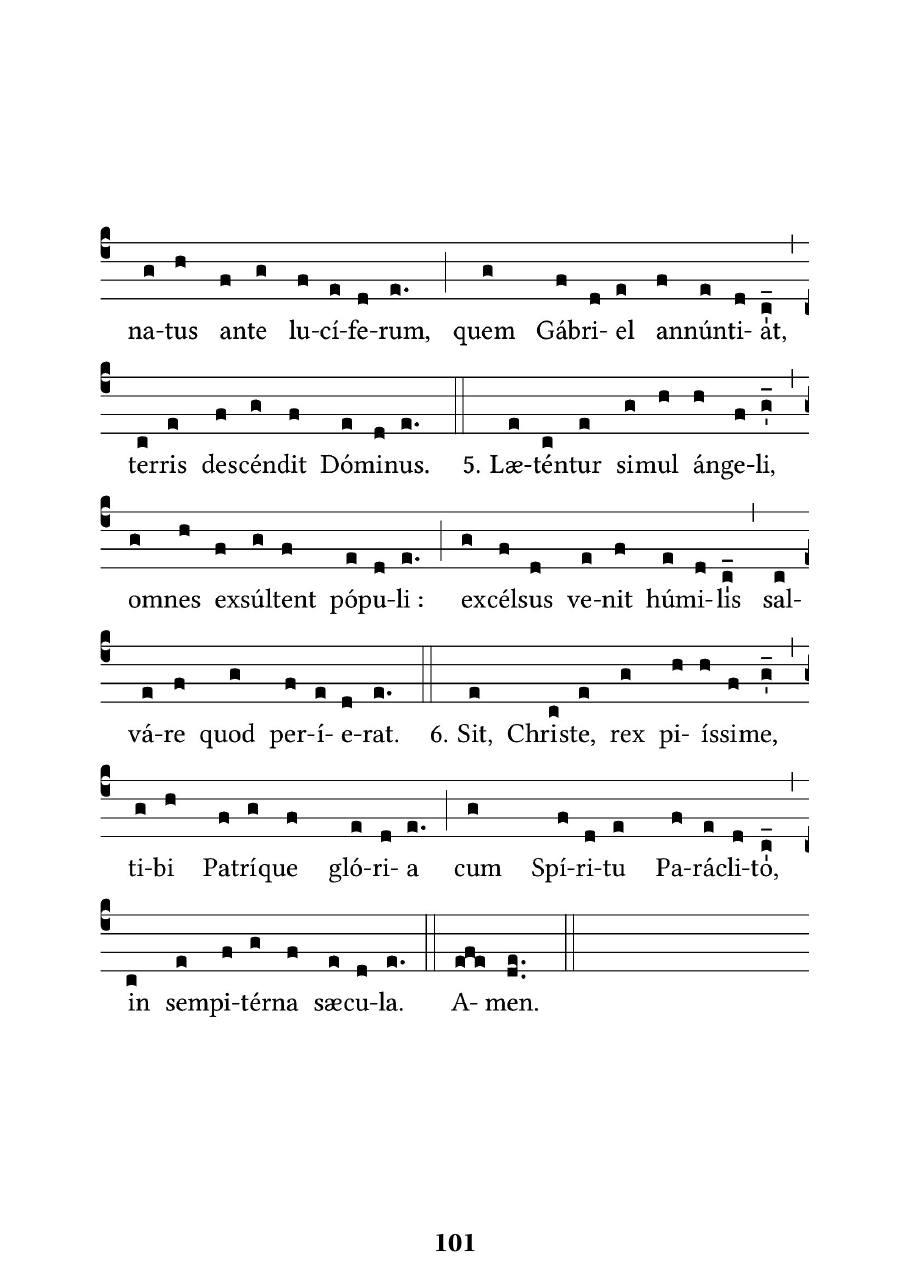 na-tus ante lu-cí-fe-rum, quem Gábri-el annúnti-at,
terris descéndit Dóminus. 5. Læ-téntur simul ánge-li,
omnes exsúltent pópu-li : excélsus ve-nit húmi-lis sal-
vá-re quod per-í-e-rat. 6. Sit, Christe, rex pi-íssime,
ti-bi Patríque gló-ri-a cum Spí-ri-tu Pa-rácli-to,
in sempi-térna sæcu-la. A-men.
101